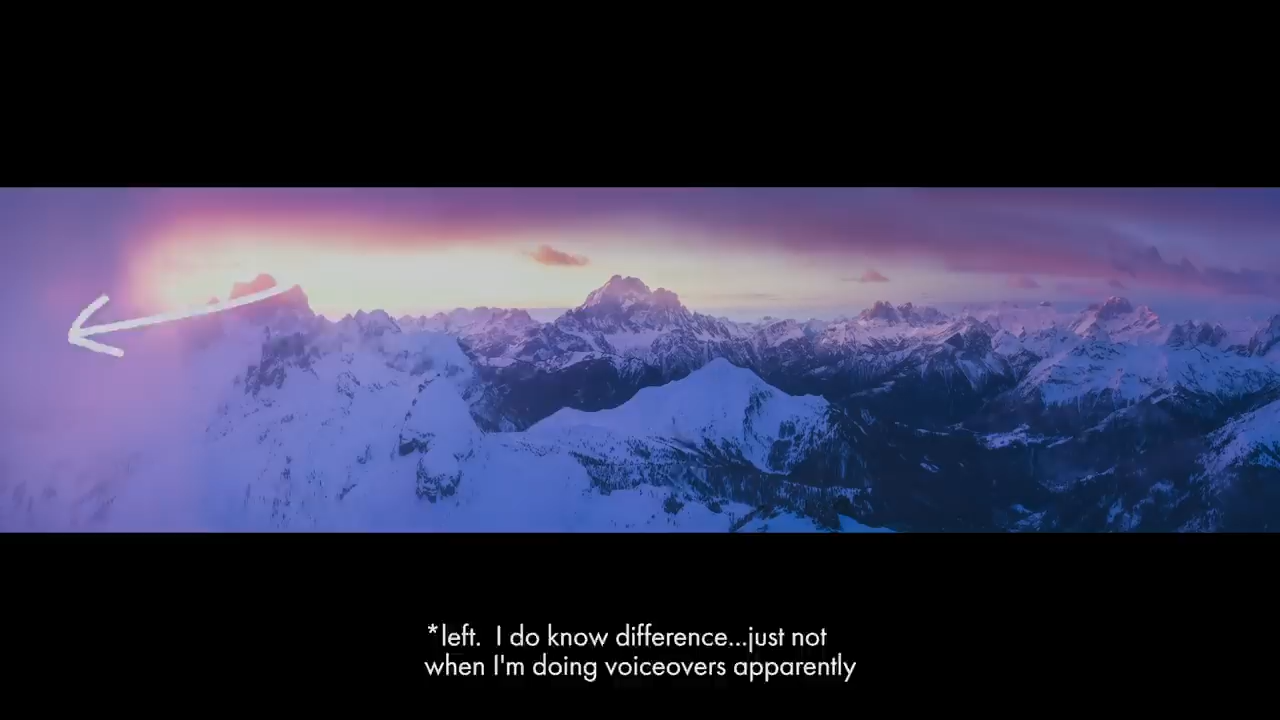 *left.  I do know difference...just not
when I'm doing voiceovers apparently